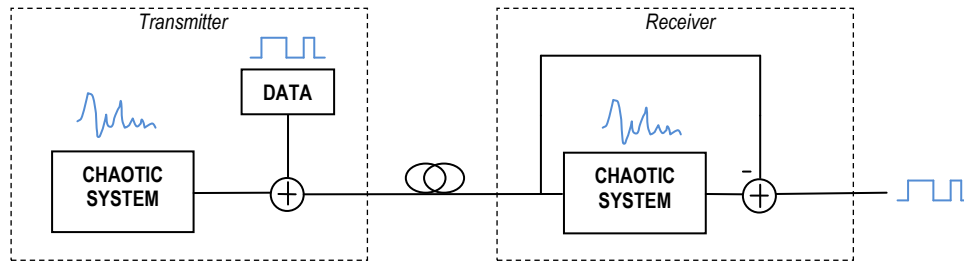 Transmitter
Receiver
DATA
CHAOTIC
SYSTEM
CHAOTIC
SYSTEM
+
-
+